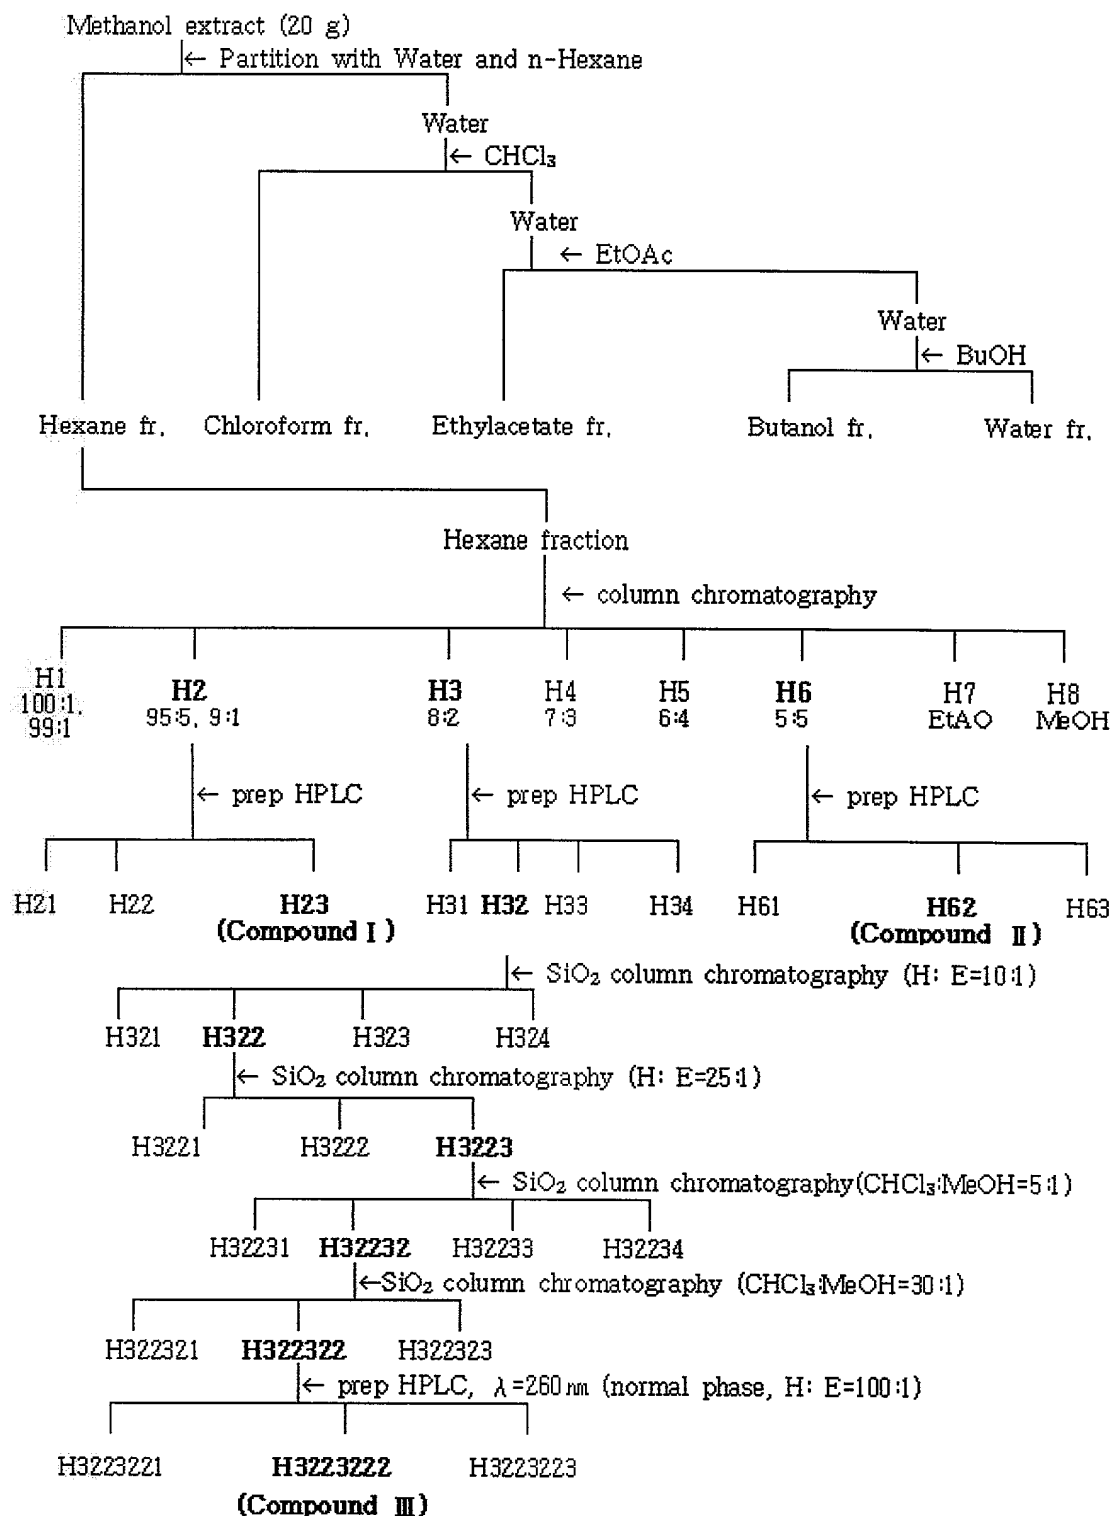 Methanol extract (20 g)
← Partition with Water and n-Hexane
Water
← CHCl₃
Water
← EtOAc
Water
← BuOH
Hexane fr. Chloroform fr. Ethylacetate fr. Butanol fr. Water fr.
Hexane fraction
← column chromatography
H1 H2 H3 H4 H5 H6 H7 H8
100:1, 95:5, 9:1 8:2 7:3 6:4 5:5 EtAO MeOH
99:1
← prep HPLC ← prep HPLC ← prep HPLC
H21 H22 H23 H31 H32 H33 H34 H61 H62 H63
(Compound Ⅰ) (Compound Ⅱ)
← SiO₂ column chromatography (H: E=10:1)
H321 H322 H323 H324
← SiO₂ column chromatography (H: E=25:1)
H3221 H3222 H3223
← SiO₂ column chromatography(CHCl₃:MeOH=5:1)
H32231 H32232 H32233 H32234
←SiO₂ column chromatography (CHCl₃:MeOH=30:1)
H322321 H322322 H322323
← prep HPLC, λ=260㎚ (normal phase, H: E=100:1)
H3223221 H3223222 H3223223
(Compound Ⅲ)